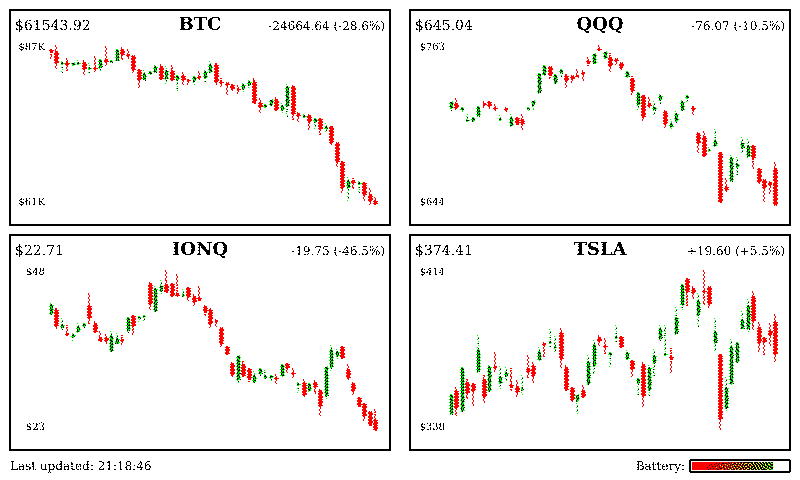 $61543.92 BTC -24664.64 (-28.6%)
$87K
$61K
$645.04 QQQ -76.07 (-10.5%)
$763
$644
$22.71 IONQ -19.75 (-46.5%)
$48
$23
$374.41 TSLA +19.60 (+5.5%)
$414
$338
Last updated: 21:18:46
Battery: